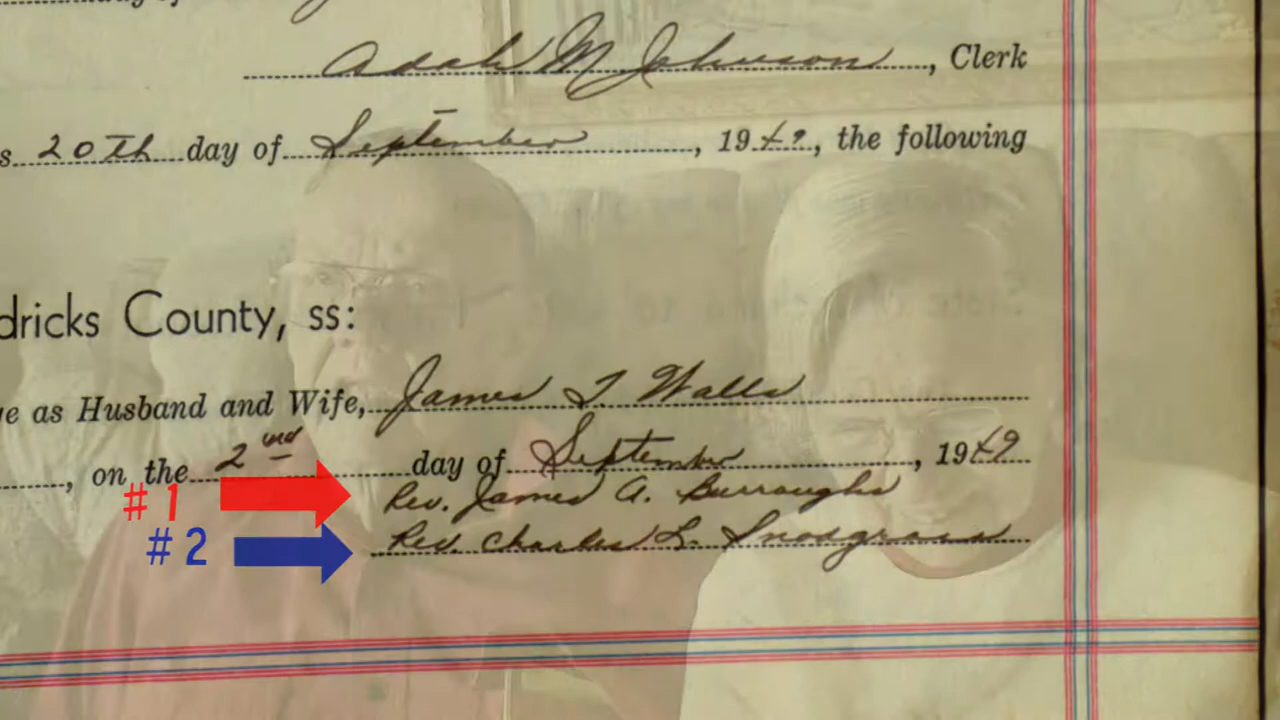 Adah M Johnson, Clerk
s 20th day of September, 1949, the following
dricks County, ss:
ge as Husband and Wife, James T Walls
, on the 2nd day of September, 1949
#1 Rev. James A. Burroughs
#2 Rev. Charles L. Snodgrass